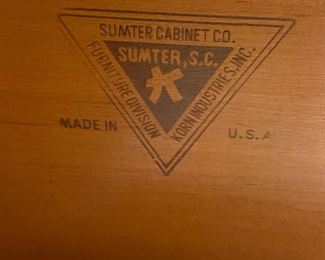 SUMTER CABINET CO.
SUMTER, S.C.
FURNITURE DIVISION
KORN INDUSTRIES, INC.
MADE IN U.S.A